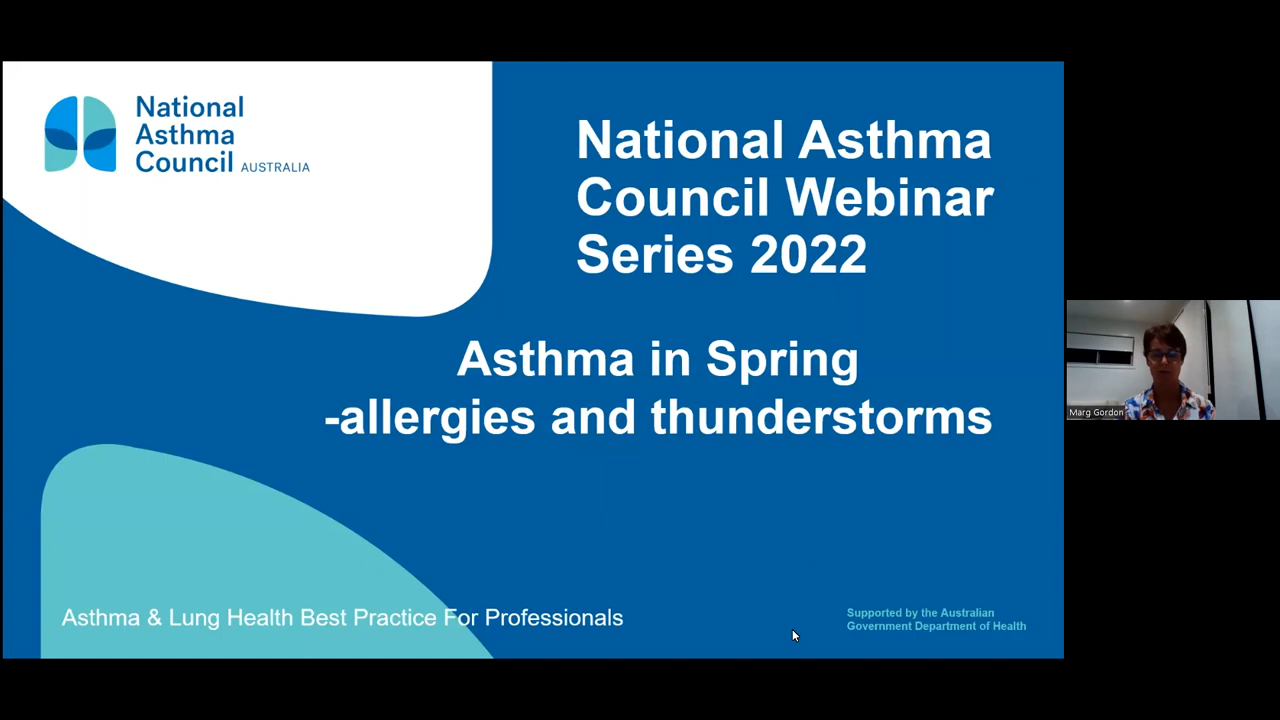 National
Asthma
Council AUSTRALIA
National Asthma
Council Webinar
Series 2022
Asthma in Spring
-allergies and thunderstorms
Marg Gordon
Asthma & Lung Health Best Practice For Professionals
Supported by the Australian
Government Department of Health